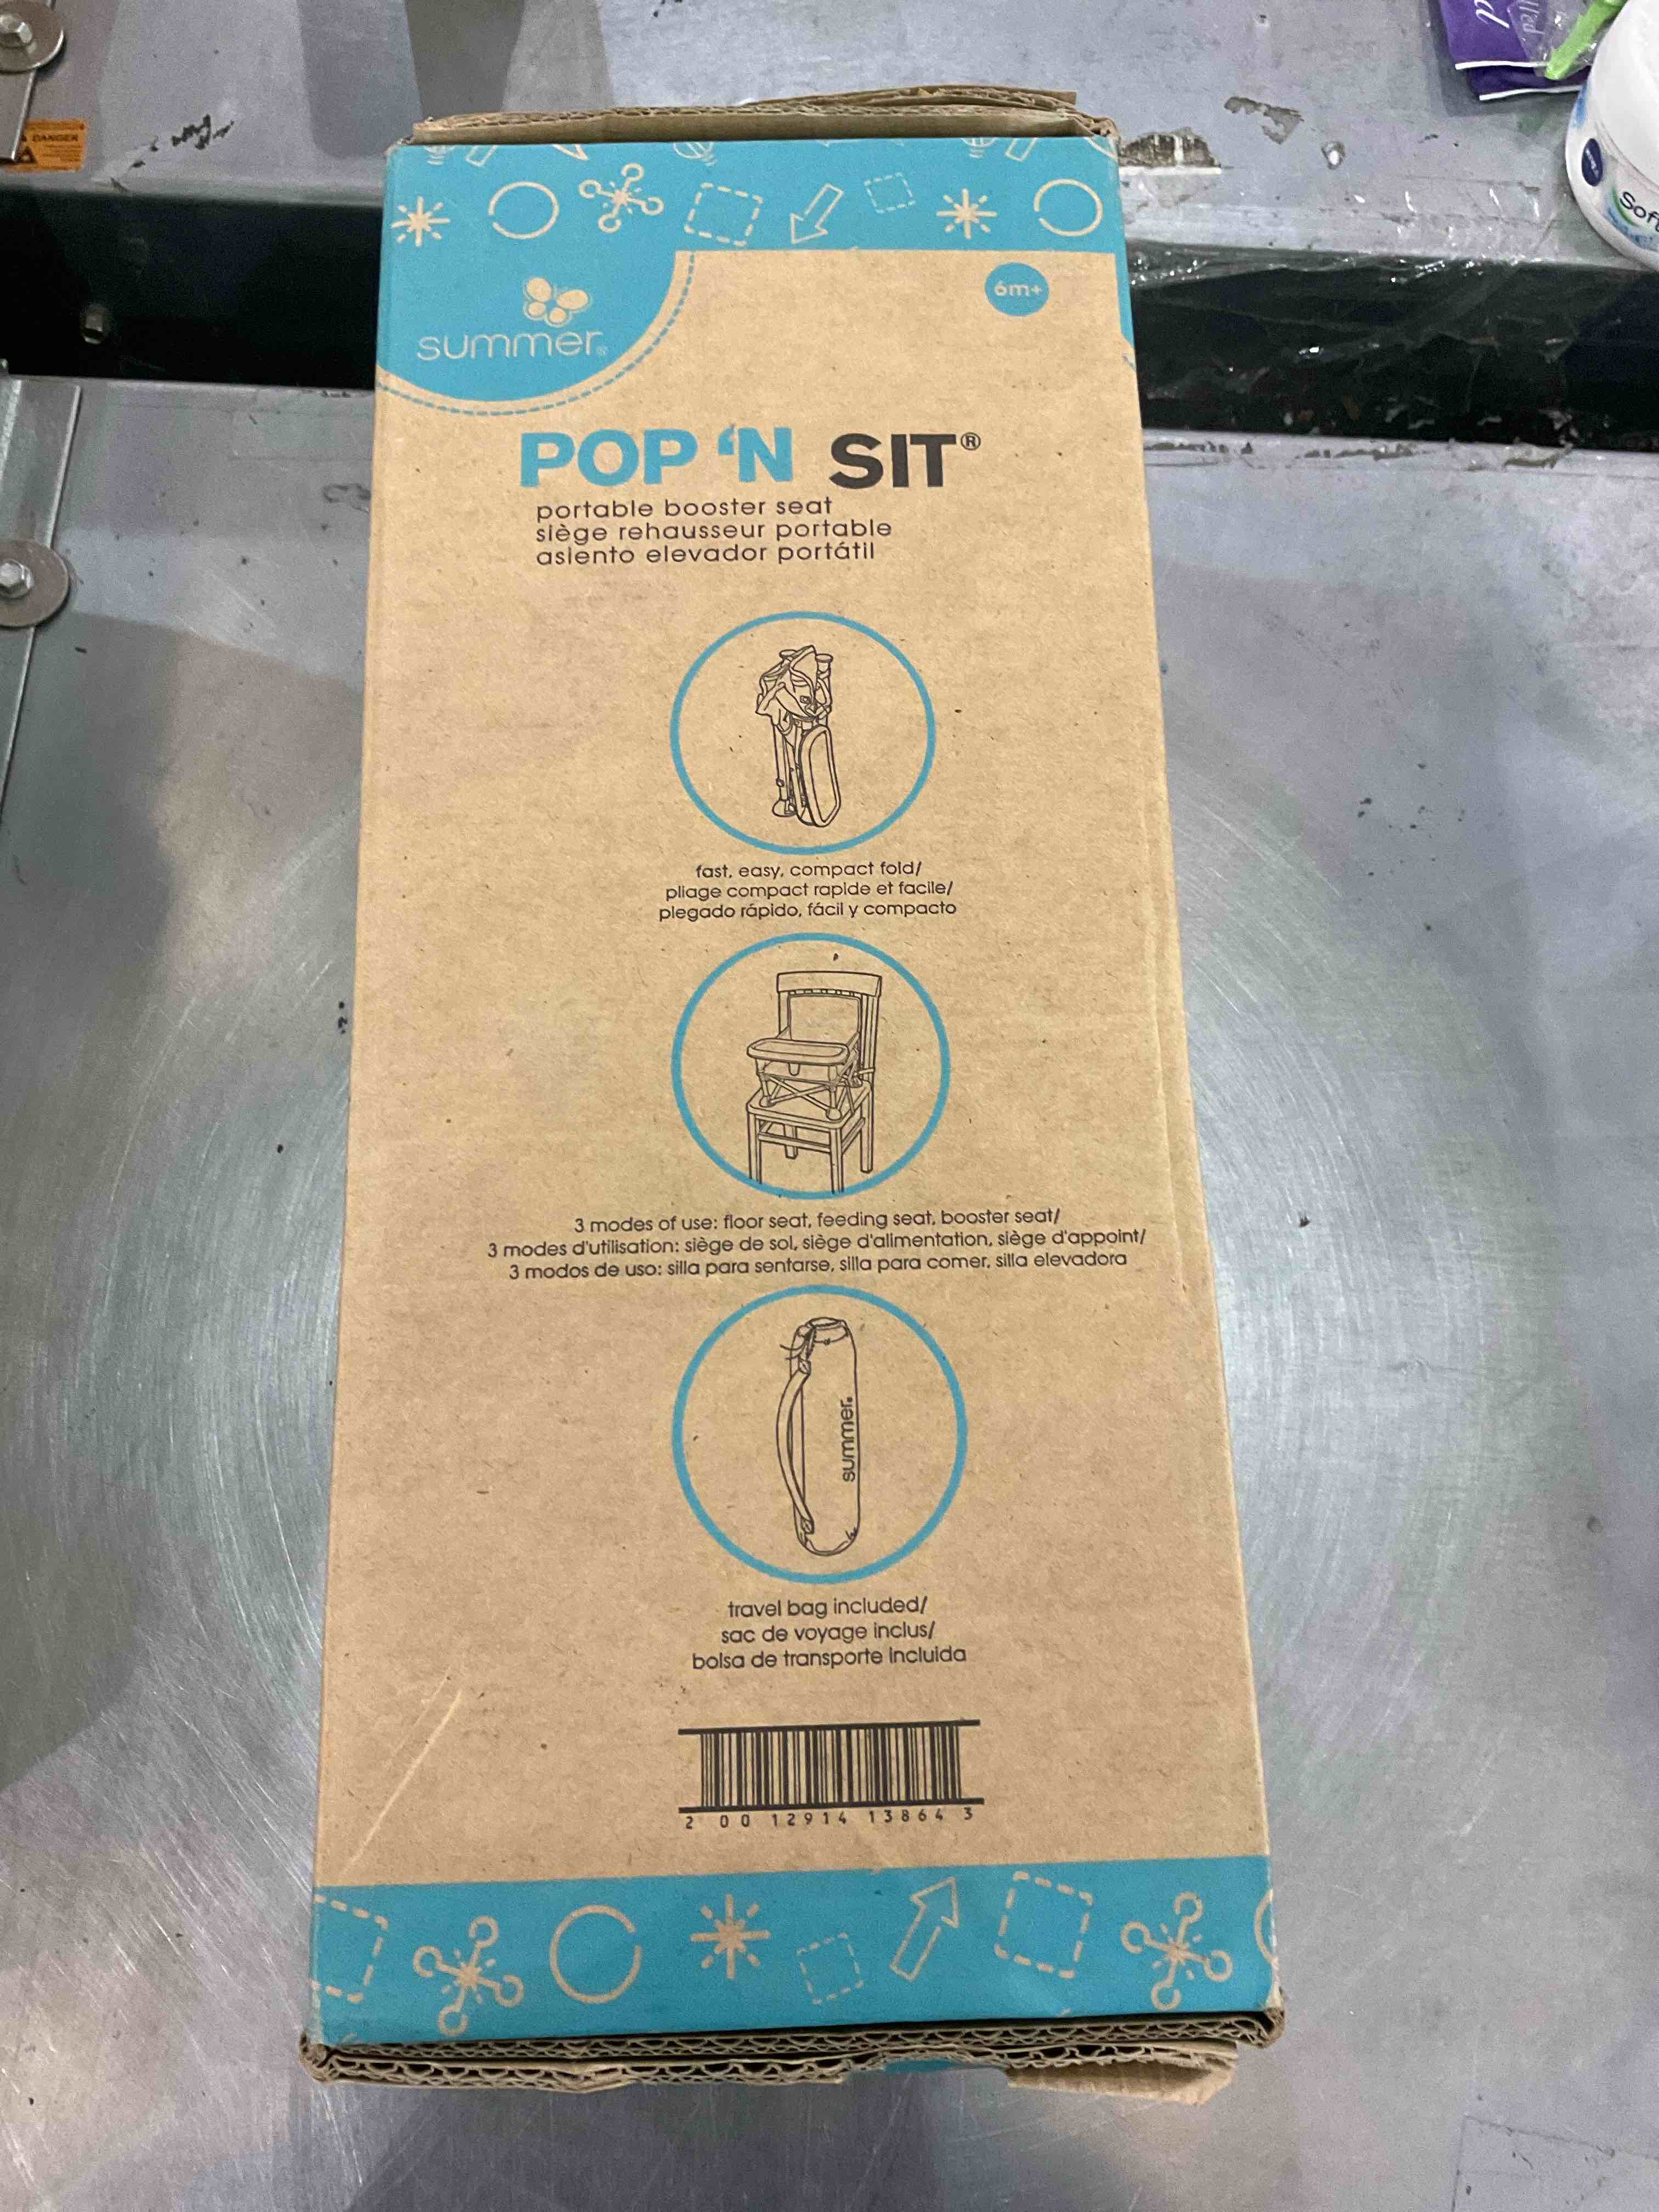 DANGER
Soft
summer®
6m+
POP 'N SIT®
portable booster seat
siège rehausseur portable
asiento elevador portátil
fast, easy, compact fold/
pliage compact rapide et facile/
plegado rápido, fácil y compacto
3 modes of use: floor seat, feeding seat, booster seat/
3 modes d'utilisation: siège de sol, siège d'alimentation, siège d'appoint/
3 modos de uso: silla para sentarse, silla para comer, silla elevadora
summer.
travel bag included/
sac de voyage inclus/
bolsa de transporte incluida
2 00 12914 13864 3